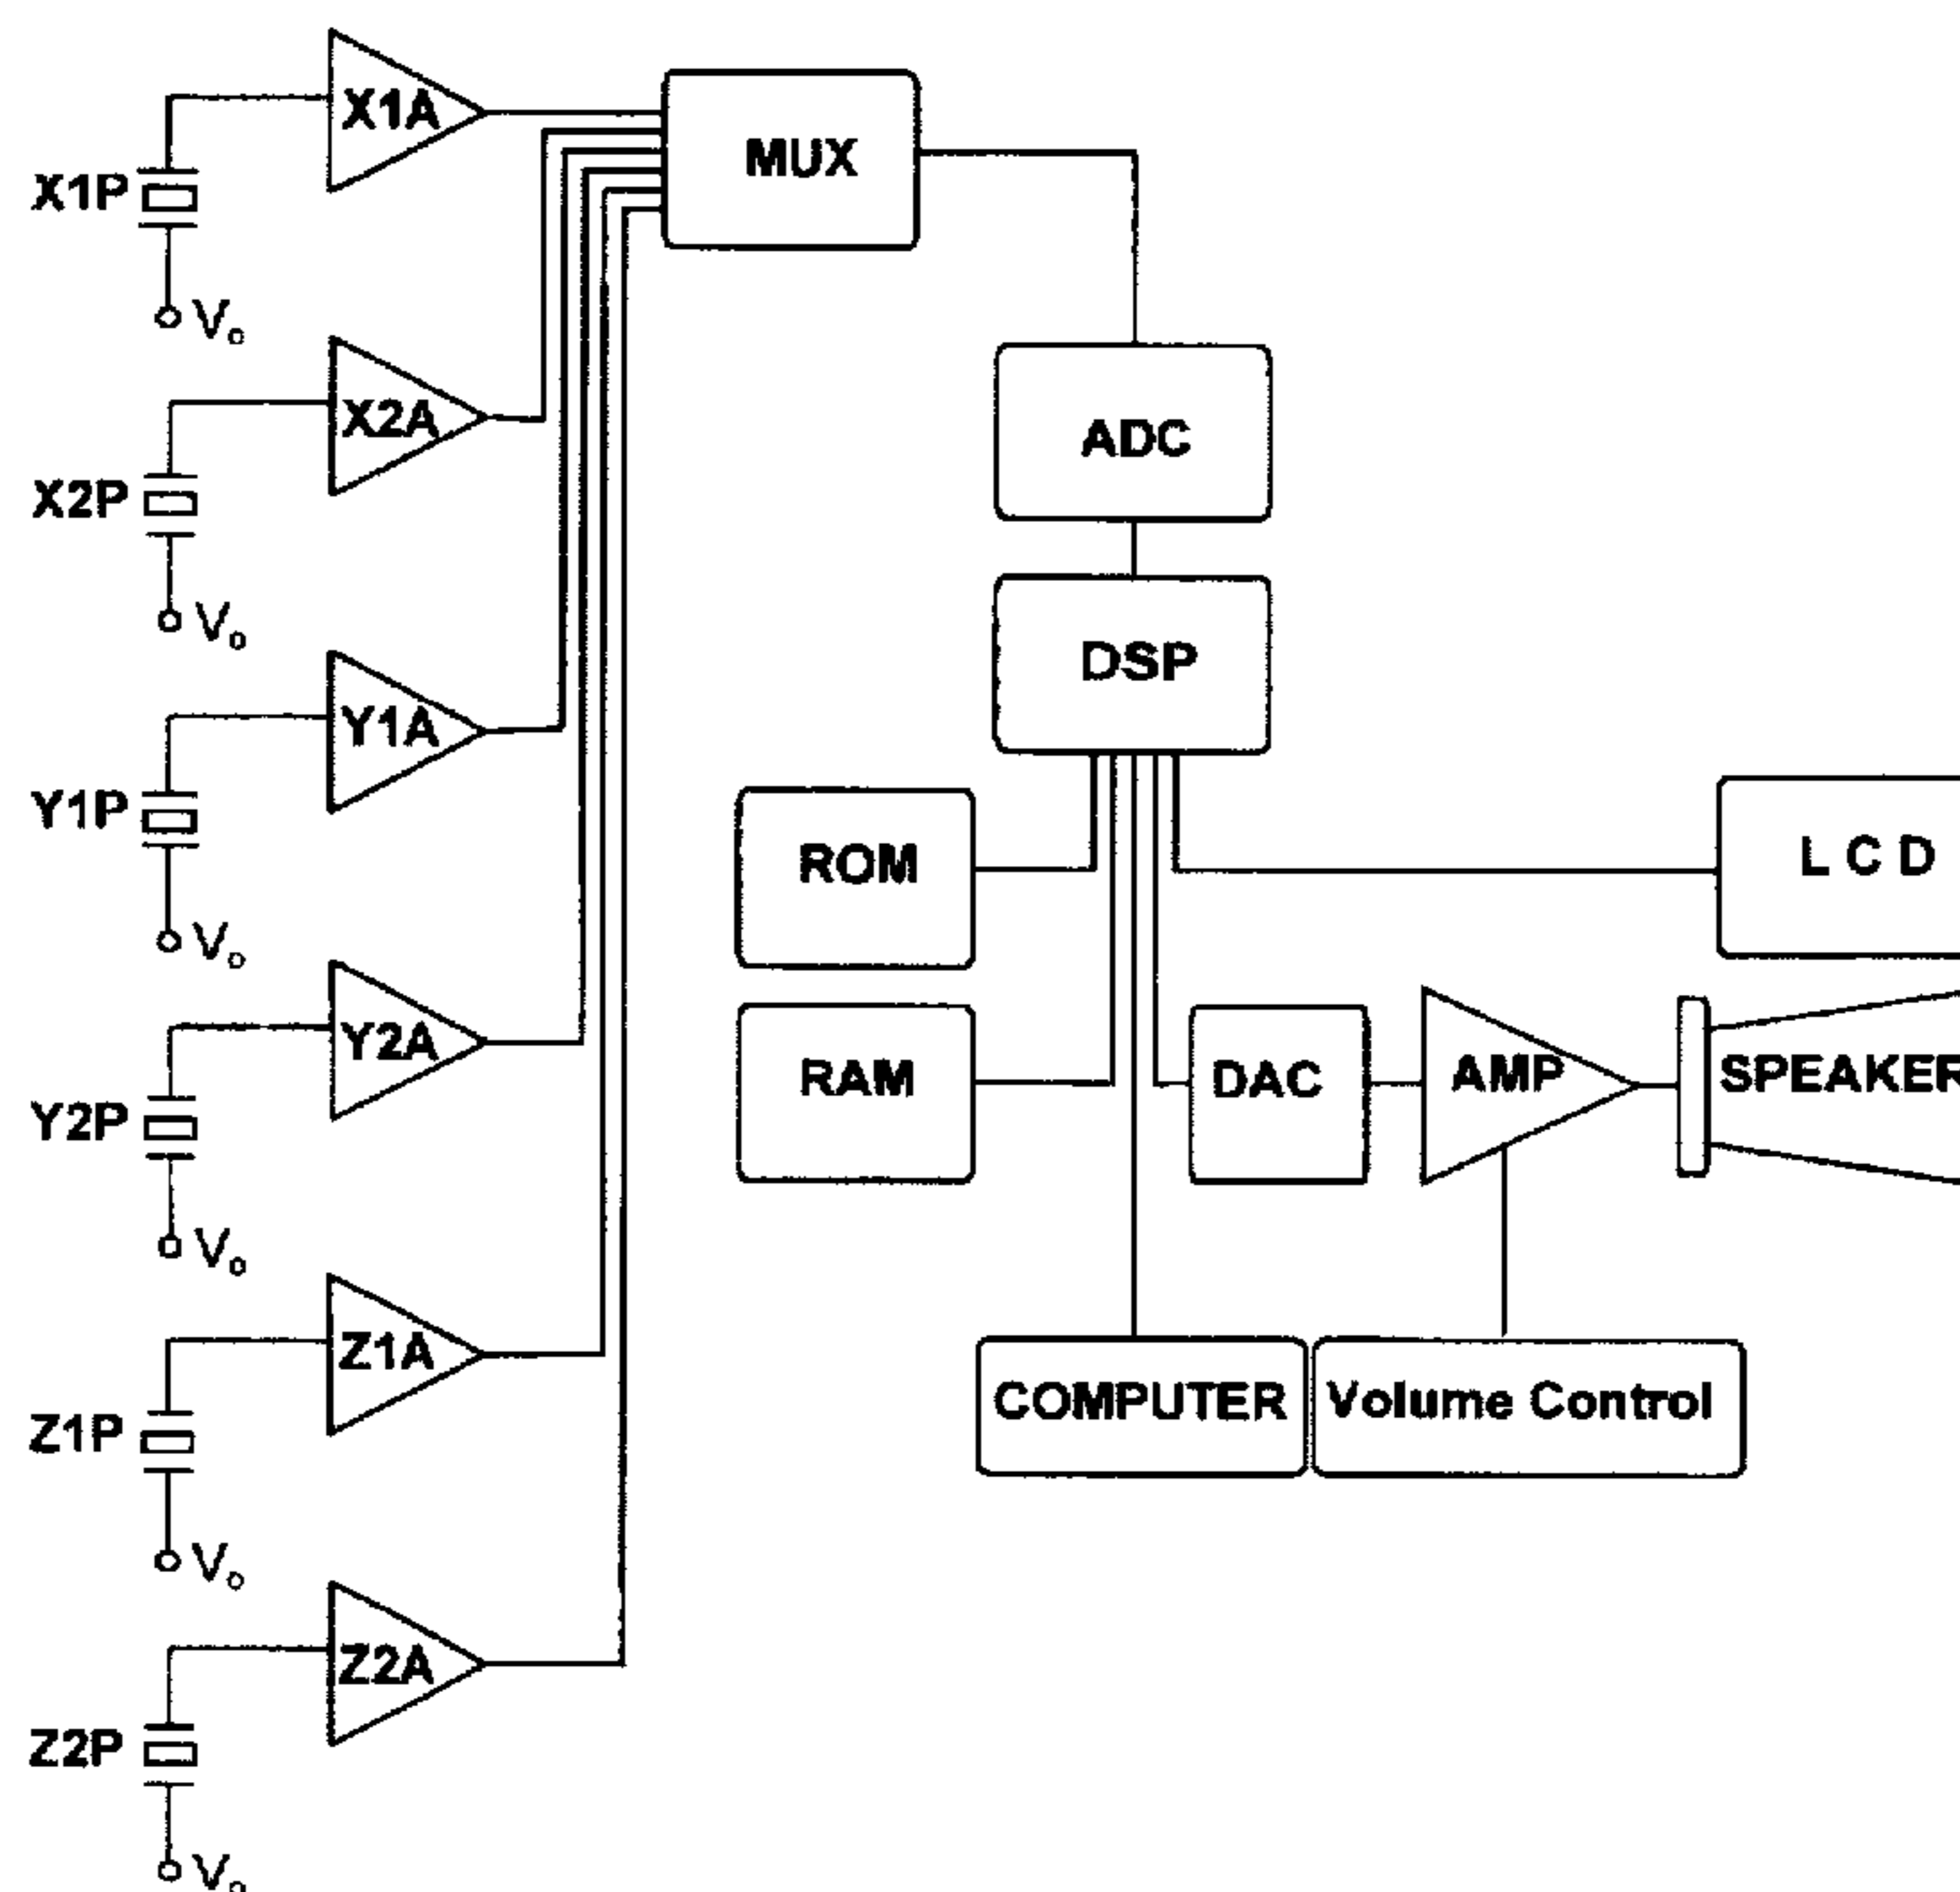 X1A
MUX
X1P
Vo
X2A
ADC
X2P
Vo
DSP
Y1A
Y1P
ROM
L C D
Vo
Y2A
RAM
DAC
AMP
SPEAKER
Y2P
Vo
Z1A
COMPUTER
Volume Control
Z1P
Vo
Z2A
Z2P
Vo